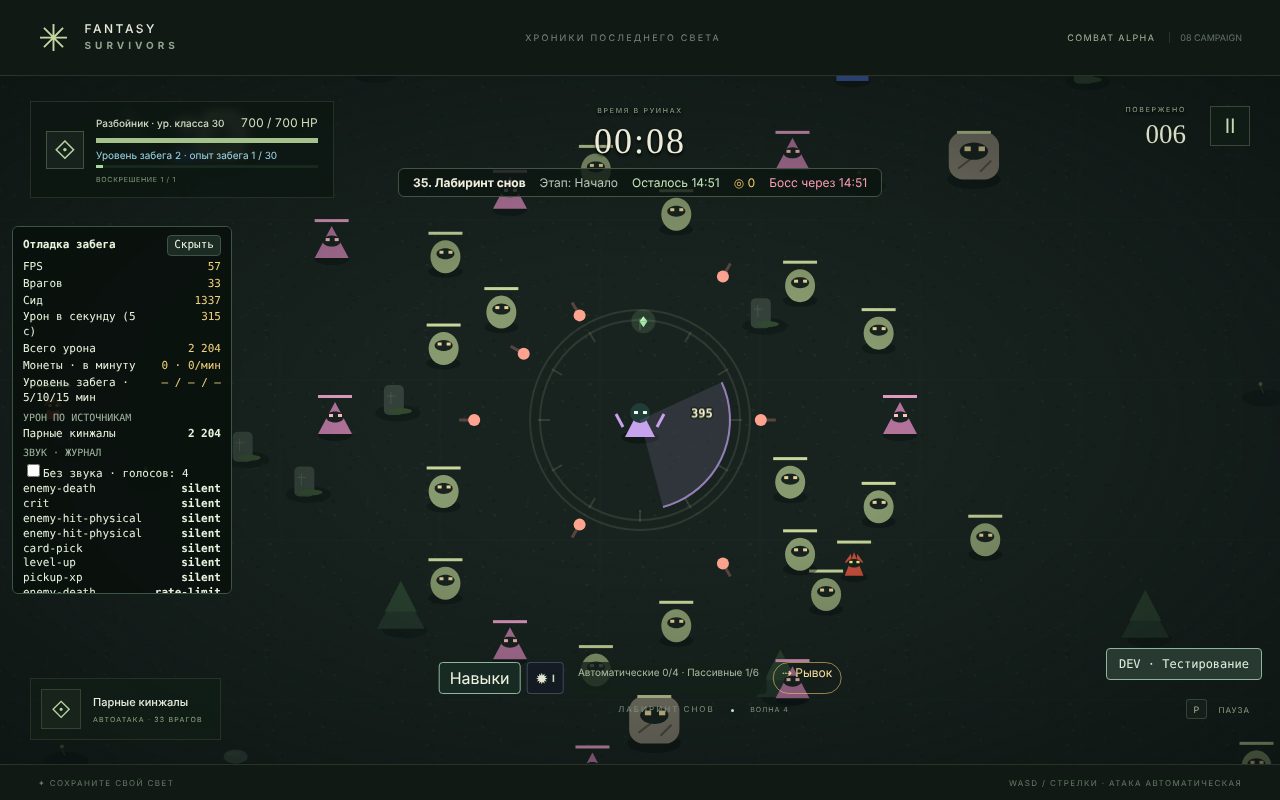 FANTASY
SURVIVORS
ХРОНИКИ ПОСЛЕДНЕГО СВЕТА
COMBAT ALPHA
08 CAMPAIGN
Разбойник · ур. класса 30 700 / 700 HP
Уровень забега 2 · опыт забега 1 / 30
ВОСКРЕШЕНИЕ 1 / 1
ВРЕМЯ В РУИНАХ
00:08
35. Лабиринт снов Этап: Начало Осталось 14:51 ◎ 0 Босс через 14:51
ПОВЕРЖЕНО
006
Отладка забега Скрыть
FPS 57
Врагов 33
Сид 1337
Урон в секунду (5 315
с)
Всего урона 2 204
Монеты · в минуту 0 · 0/мин
Уровень забега · — / — / —
5/10/15 мин
УРОН ПО ИСТОЧНИКАМ
Парные кинжалы 2 204
ЗВУК · ЖУРНАЛ
Без звука · голосов: 4
enemy-death silent
crit silent
enemy-hit-physical silent
enemy-hit-physical silent
card-pick silent
level-up silent
pickup-xp silent
enemy-death rate-limit
395
Навыки
I
Автоматические 0/4 · Пассивные 1/6
Рывок
ЛАБИРИНТ СНОВ • ВОЛНА 4
DEV · Тестирование
P ПАУЗА
Парные кинжалы
АВТОАТАКА · 33 ВРАГОВ
✦ СОХРАНИТЕ СВОЙ СВЕТ
WASD / СТРЕЛКИ · АТАКА АВТОМАТИЧЕСКАЯ